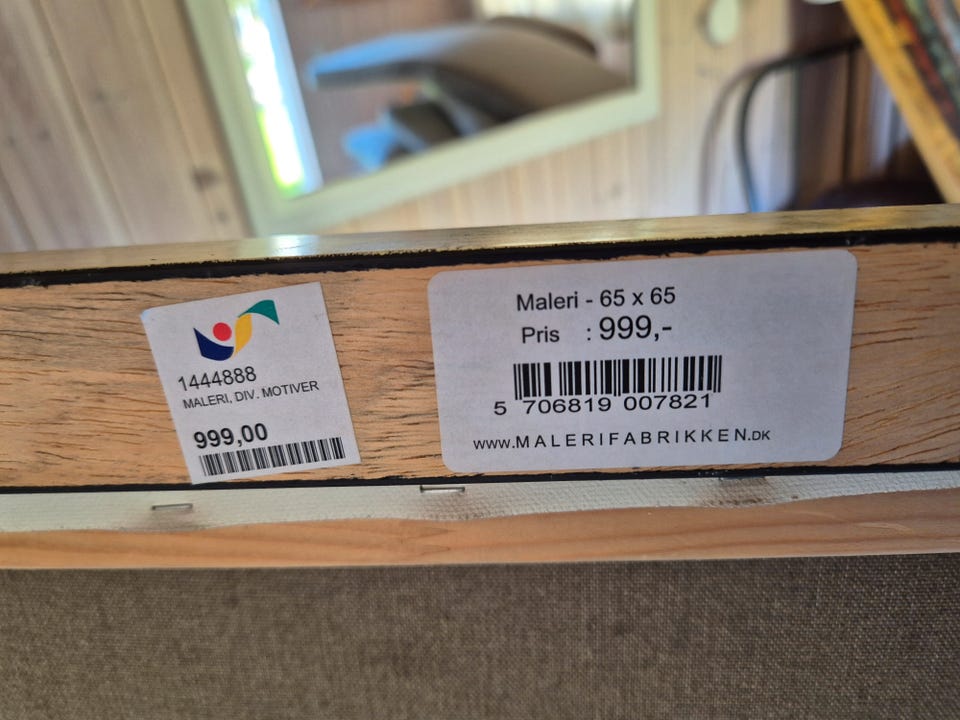 1444888
MALERI, DIV. MOTIVER
999,00
Maleri - 65 x 65
Pris : 999,-
5 706819 007821
www.MALERIFABRIKKEN.DK